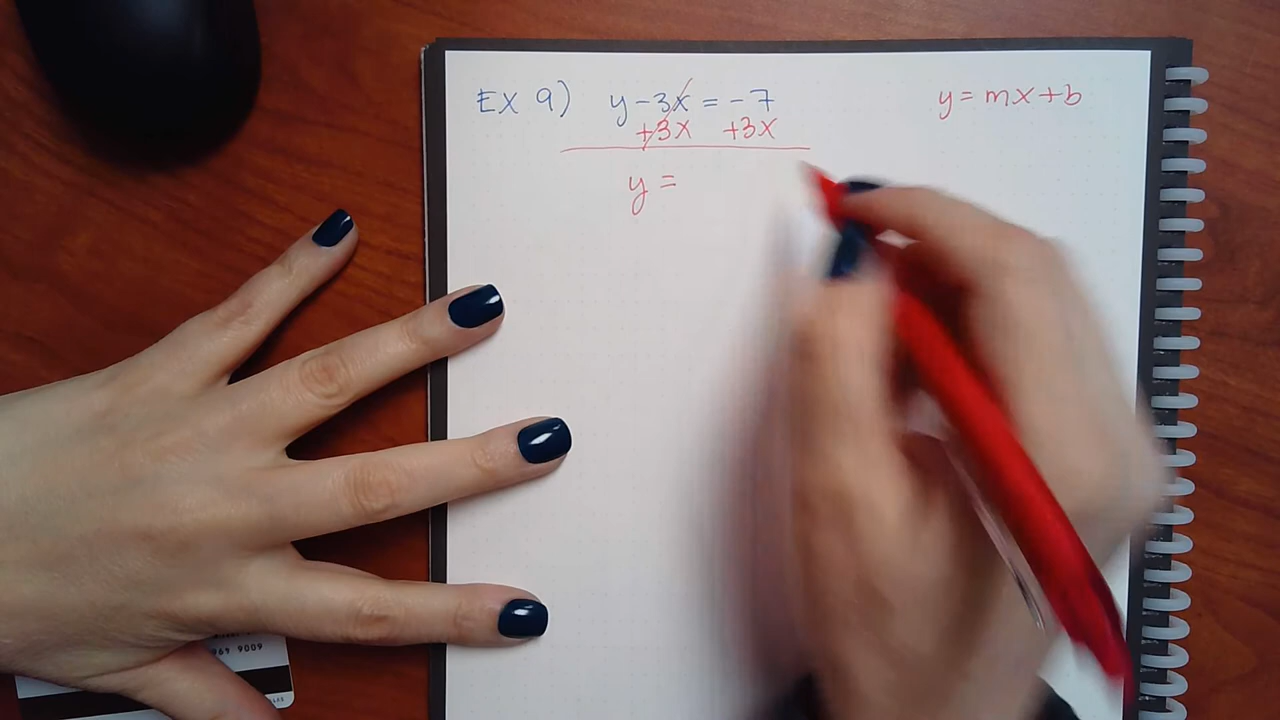 EX 9) y - 3x = -7 y = mx + b
+3x +3x
y =
969 9009